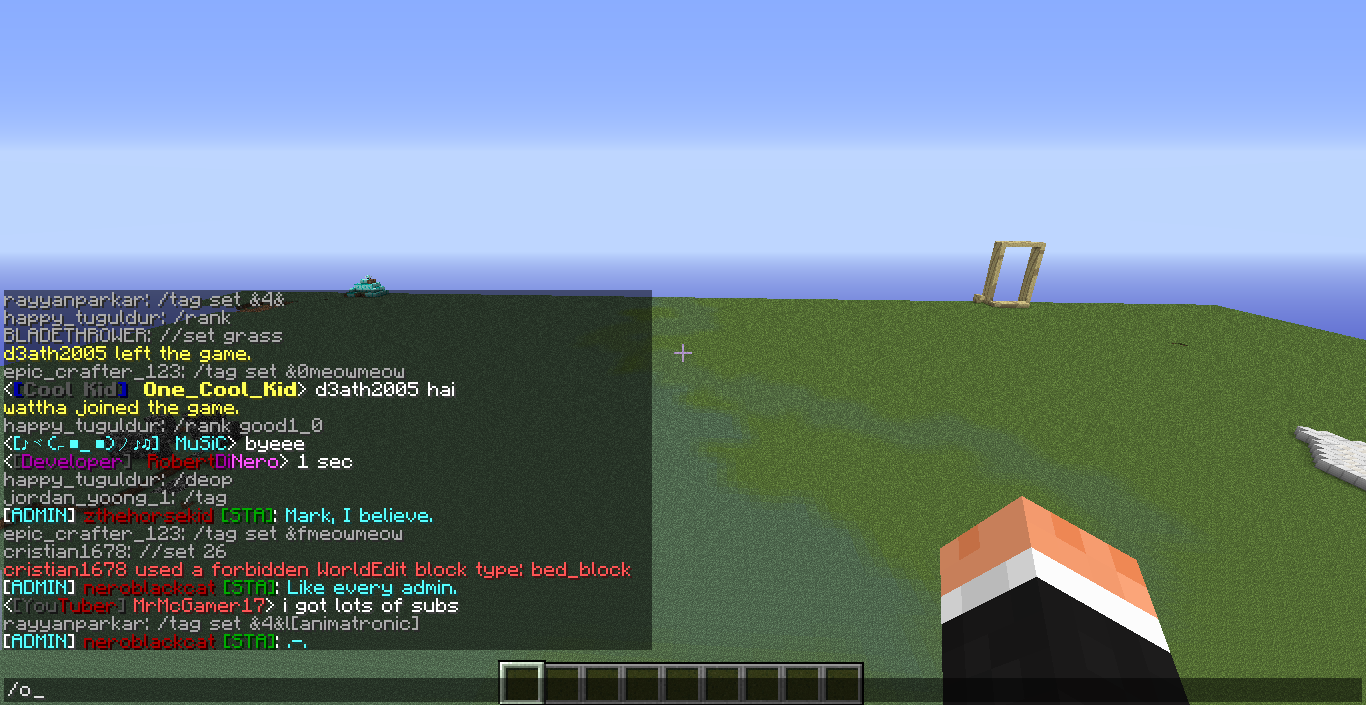 rayyanparkar: /tag set &4&
happy_tuguldur: /rank
BLADETHROWER: //set grass
d3ath2005 left the game.
epic_crafter_123: /tag set &0meowmeow
<[Cool Kid] One_Cool_Kid> d3ath2005 hai
wattha joined the game.
happy_tuguldur: /rank good1_0
MuSiC> byeee
<[Developer] RobertDiNero> 1 sec
happy_tuguldur: /deop
jordan_yoong_1: /tag
[ADMIN] zthehorsekid [STA]: Mark, I believe.
epic_crafter_123: /tag set &fmeowmeow
cristian1678: //set 26
cristian1678 used a forbidden WorldEdit block type: bed_block
[ADMIN] neroblackcat [STA]: Like every admin.
<[YouTuber] MrMcGamer17> i got lots of subs
rayyanparkar: /tag set &4&l[animatronic]
[ADMIN] neroblackcat [STA]: .-.
/o_